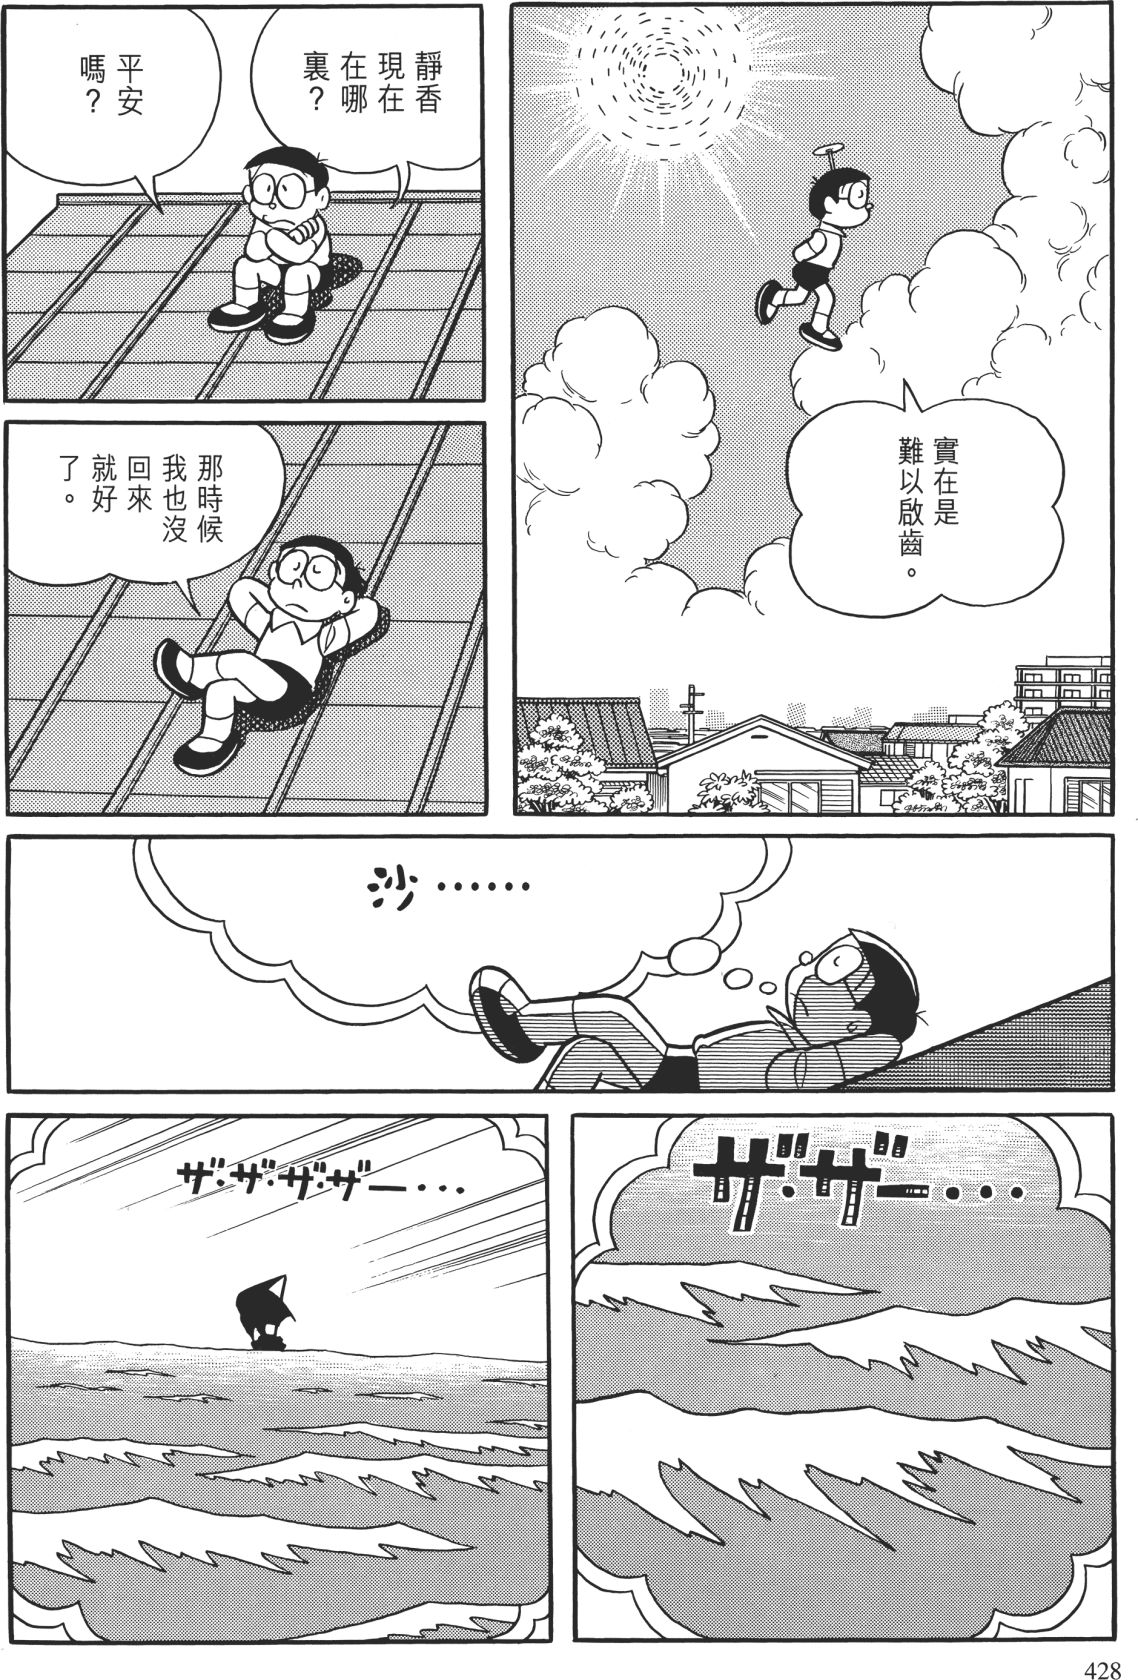 實在是
難以啟齒。
靜香
現在
在哪
裏？
平安
嗎？
那時候
我也沒
回來
就好
了。
沙……
ザ・ザー・・・
ザ・ザ・ザ・ザー・・・
428